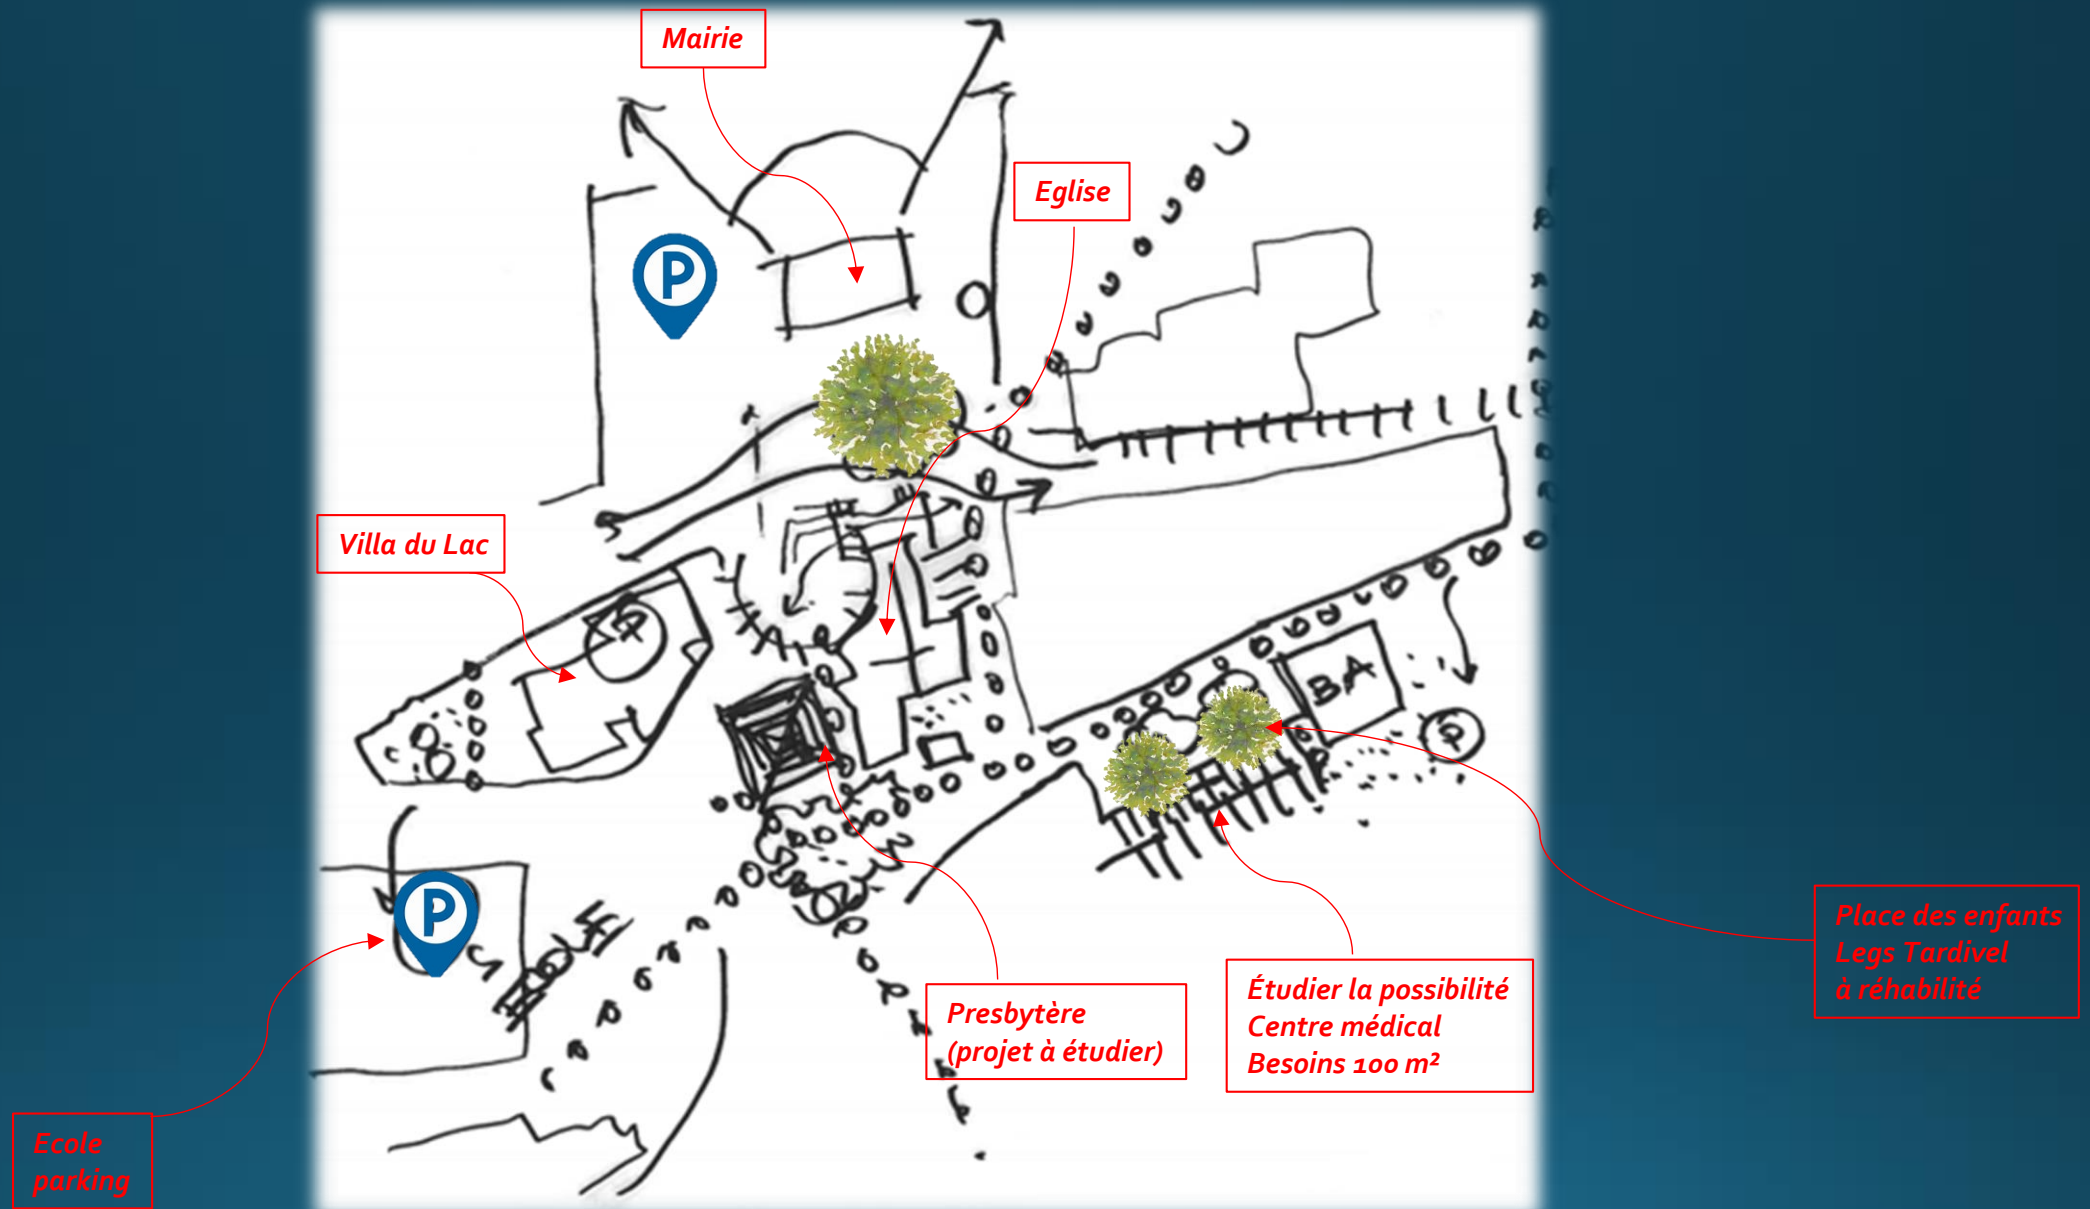 Mairie
P
Eglise
Villa du Lac
P
BA
P
P
Place des enfants
Legs Tardivel
à réhabilité
Étudier la possibilité
Centre médical
Besoins 100 m²
Presbytère
(projet à étudier)
Ecole
parking